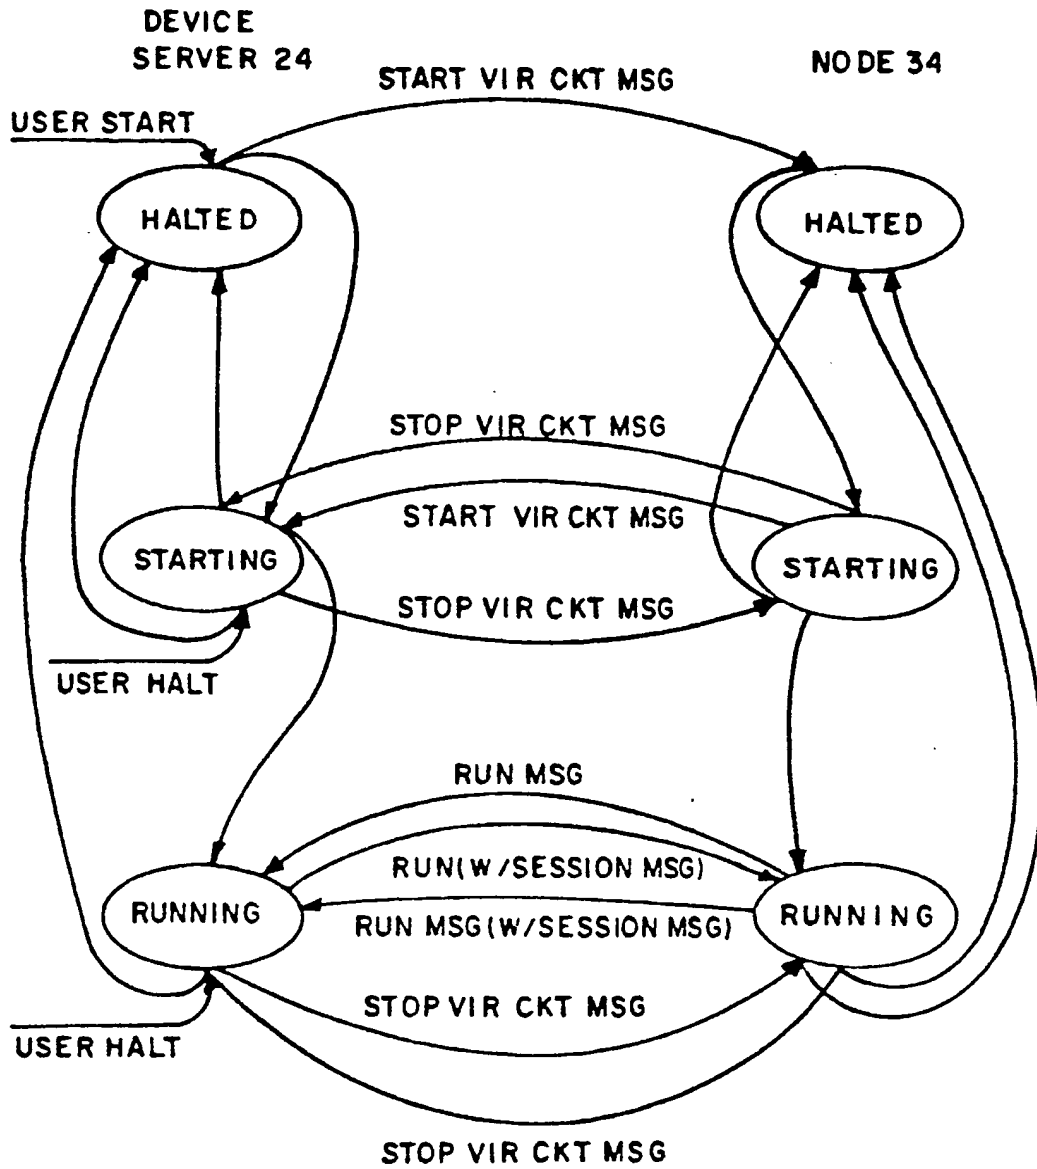 DEVICE
SERVER 24
NODE 34
START VIR CKT MSG
USER START
HALTED
HALTED
STOP VIR CKT MSG
START VIR CKT MSG
STARTING
STARTING
STOP VIR CKT MSG
USER HALT
RUN MSG
RUN(W/SESSION MSG)
RUNNING
RUNNING
RUN MSG(W/SESSION MSG)
STOP VIR CKT MSG
USER HALT
STOP VIR CKT MSG